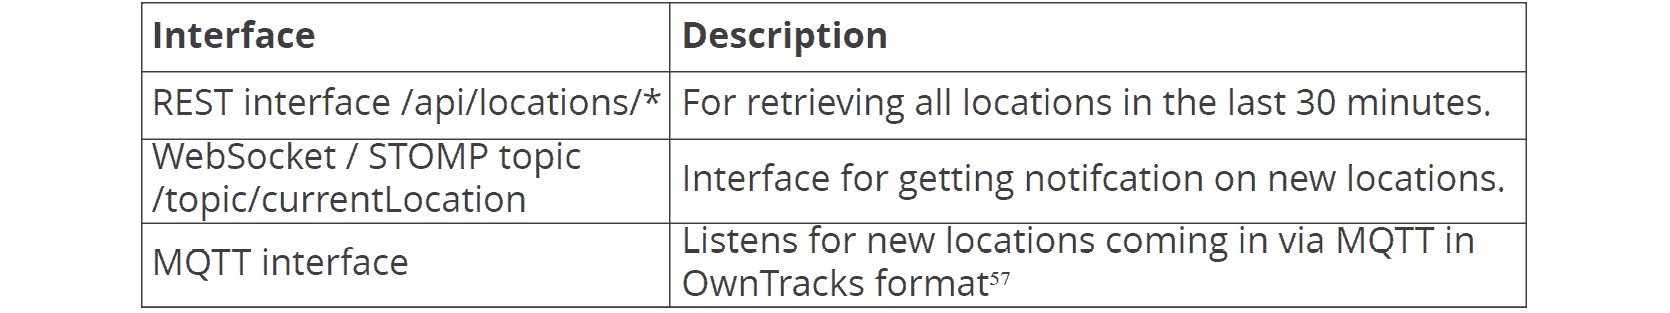 Interface
Description
REST interface /api/locations/*
For retrieving all locations in the last 30 minutes.
WebSocket / STOMP topic
/topic/currentLocation
Interface for getting notifcation on new locations.
MQTT interface
Listens for new locations coming in via MQTT in
OwnTracks format⁵⁷